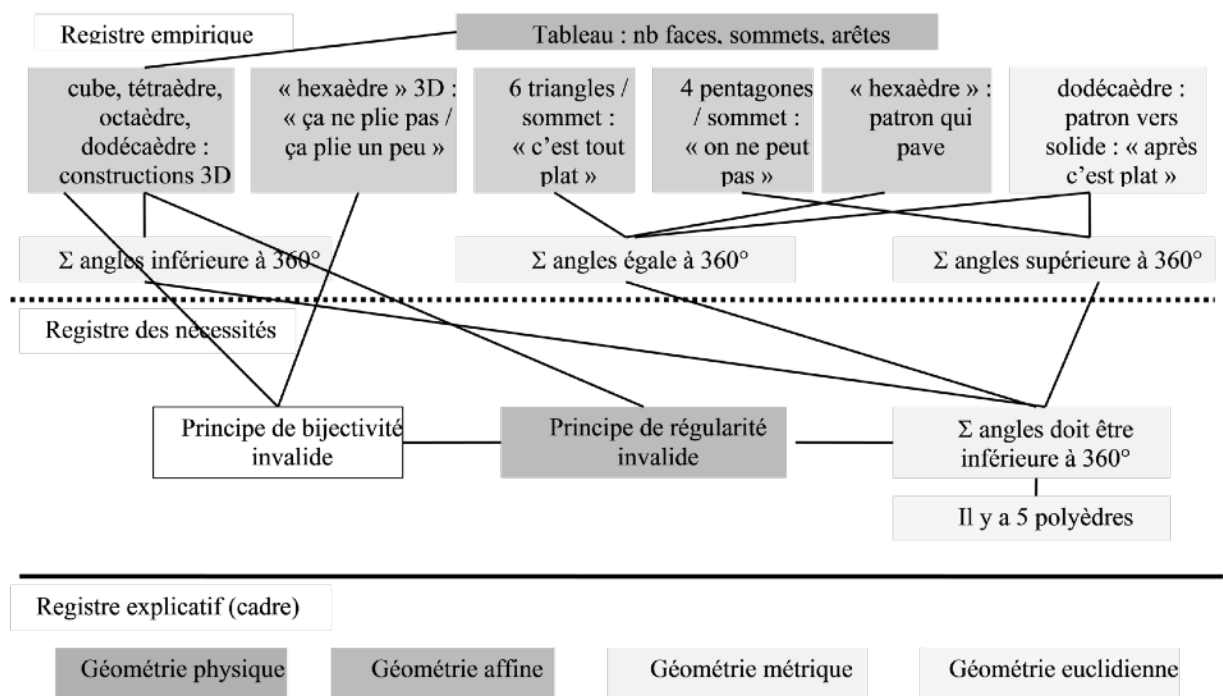 Registre empirique
Tableau : nb faces, sommets, arêtes
cube, tétraèdre,
octaèdre,
dodécaèdre :
constructions 3D
« hexaèdre » 3D :
« ça ne plie pas /
ça plie un peu »
6 triangles /
sommet :
« c’est tout
plat »
4 pentagones
/ sommet :
« on ne peut
pas »
« hexaèdre » :
patron qui
pave
dodécaèdre :
patron vers
solide : « après
c’est plat »
Σ angles inférieure à 360°
Σ angles égale à 360°
Σ angles supérieure à 360°
Registre des nécessités
Principe de bijectivité
invalide
Principe de régularité
invalide
Σ angles doit être
inférieure à 360°
Il y a 5 polyèdres
Registre explicatif (cadre)
Géométrie physique
Géométrie affine
Géométrie métrique
Géométrie euclidienne